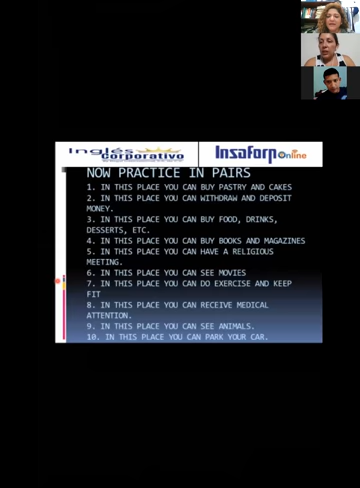 Inglés
Corporativo
Insaforp Online
NOW PRACTICE IN PAIRS
1. IN THIS PLACE YOU CAN BUY PASTRY AND CAKES
2. IN THIS PLACE YOU CAN WITHDRAW AND DEPOSIT
MONEY.
3. IN THIS PLACE YOU CAN BUY FOOD, DRINKS,
DESSERTS, ETC.
4. IN THIS PLACE YOU CAN BUY BOOKS AND MAGAZINES
5. IN THIS PLACE YOU CAN HAVE A RELIGIOUS
MEETING.
6. IN THIS PLACE YOU CAN SEE MOVIES
7. IN THIS PLACE YOU CAN DO EXERCISE AND KEEP
FIT
8. IN THIS PLACE YOU CAN RECEIVE MEDICAL
ATTENTION.
9. IN THIS PLACE YOU CAN SEE ANIMALS.
10. IN THIS PLACE YOU CAN PARK YOUR CAR.